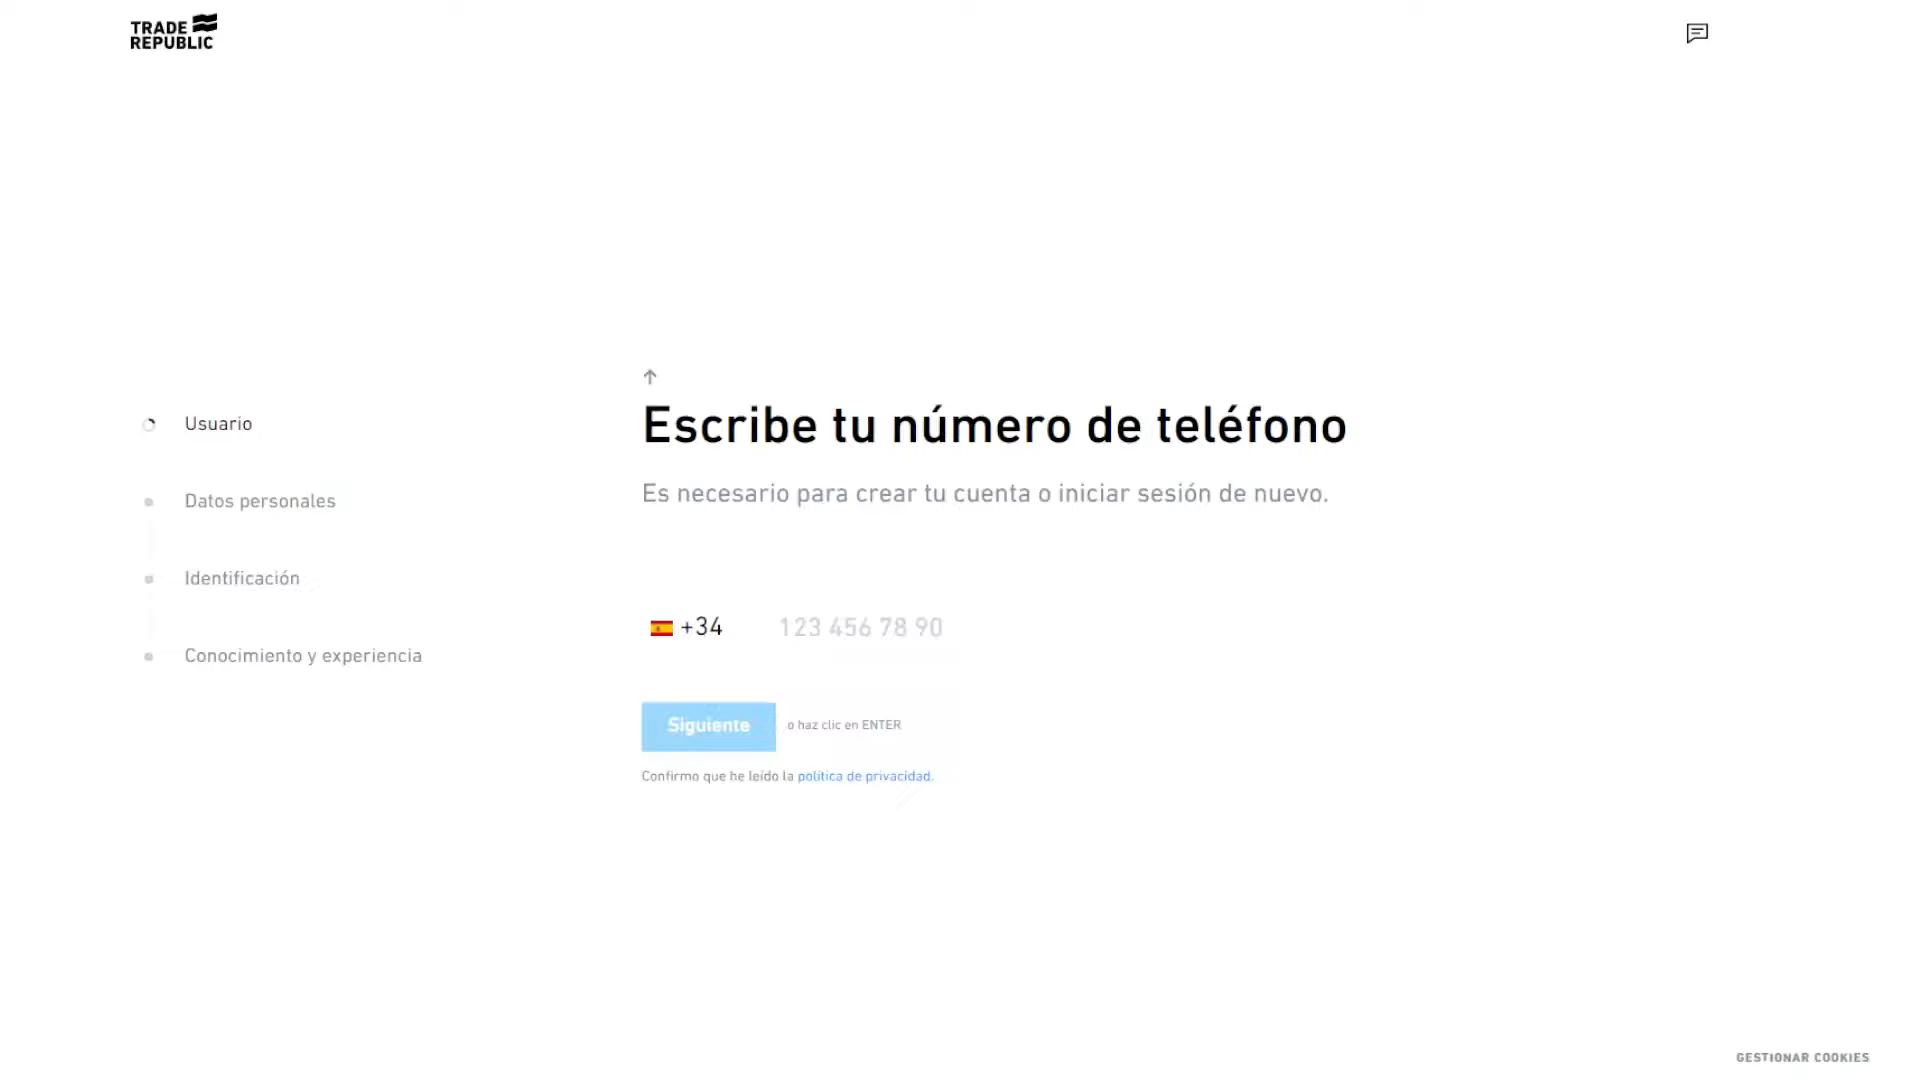 TRADE
REPUBLIC
Usuario
Datos personales
Identificación
Conocimiento y experiencia
Escribe tu número de teléfono
Es necesario para crear tu cuenta o iniciar sesión de nuevo.
+34 123 456 78 90
Siguiente o haz clic en ENTER
Confirmo que he leído la política de privacidad.
GESTIONAR COOKIES